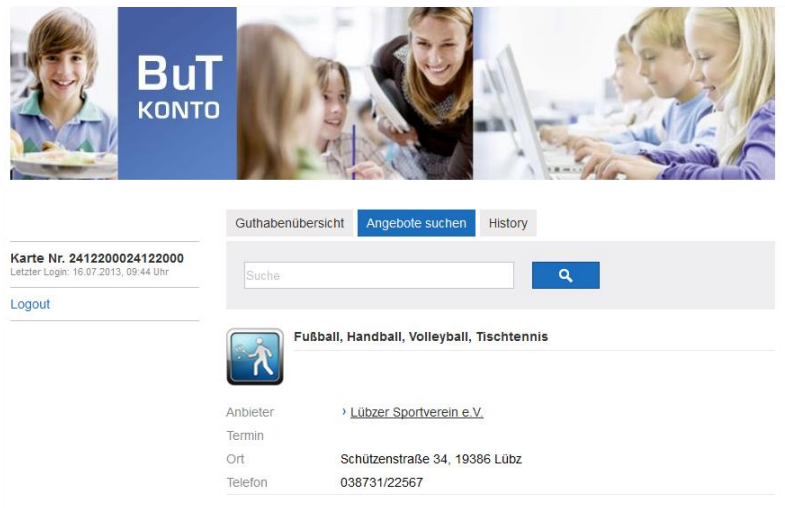 BuT
KONTO
Guthabenübersicht Angebote suchen History
Karte Nr. 2412200024122000
Letzter Login: 16.07.2013, 09:44 Uhr
Logout
Suche
Fußball, Handball, Volleyball, Tischtennis
Anbieter › Lübzer Sportverein e.V.
Termin
Ort Schützenstraße 34, 19386 Lübz
Telefon 038731/22567